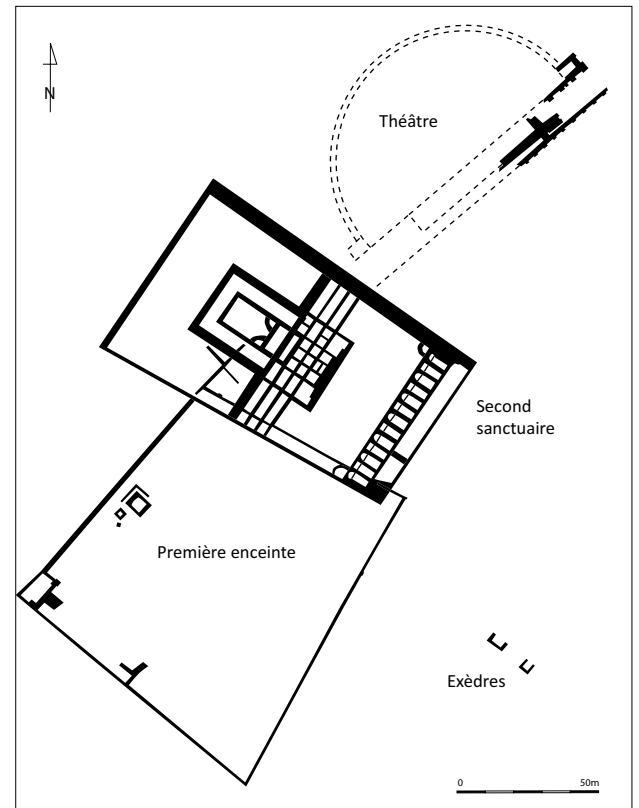 N
Théâtre
Second
sanctuaire
Première enceinte
Exèdres
0 50m